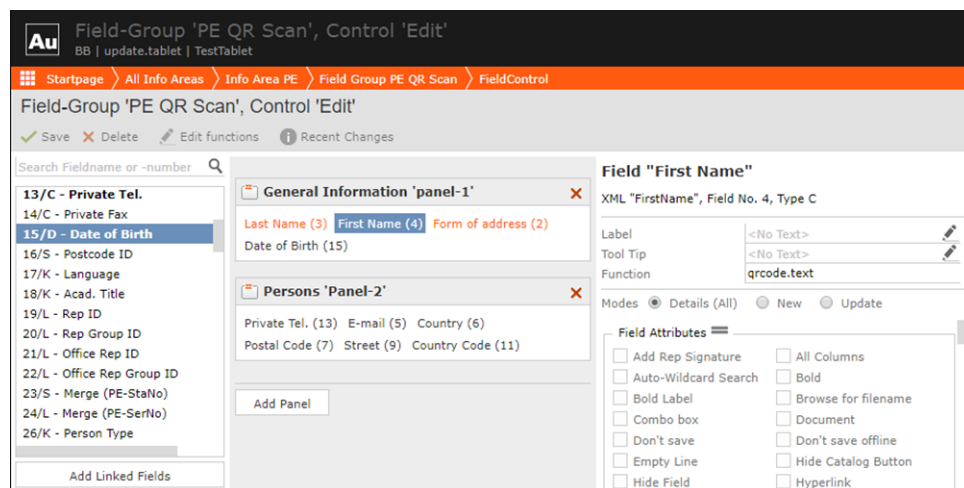 Au
Field-Group 'PE QR Scan', Control 'Edit'
BB | update.tablet | TestTablet
Startpage All Info Areas Info Area PE Field Group PE QR Scan FieldControl
Field-Group 'PE QR Scan', Control 'Edit'
Save Delete Edit functions Recent Changes
Search Fieldname or -number
13/C - Private Tel.
14/C - Private Fax
15/D - Date of Birth
16/S - Postcode ID
17/K - Language
18/K - Acad. Title
19/L - Rep ID
20/L - Rep Group ID
21/L - Office Rep ID
22/L - Office Rep Group ID
23/S - Merge (PE-StaNo)
24/L - Merge (PE-SerNo)
26/K - Person Type
Add Linked Fields
General Information 'panel-1'
Last Name (3) First Name (4) Form of address (2)
Date of Birth (15)
Persons 'Panel-2'
Private Tel. (13) E-mail (5) Country (6)
Postal Code (7) Street (9) Country Code (11)
Add Panel
Field "First Name"
XML "FirstName", Field No. 4, Type C
Label <No Text>
Tool Tip <No Text>
Function qrcode.text
Modes Details (All) New Update
Field Attributes
Add Rep Signature All Columns
Auto-Wildcard Search Bold
Bold Label Browse for filename
Combo box Document
Don't save Don't save offline
Empty Line Hide Catalog Button
Hide Field Hyperlink